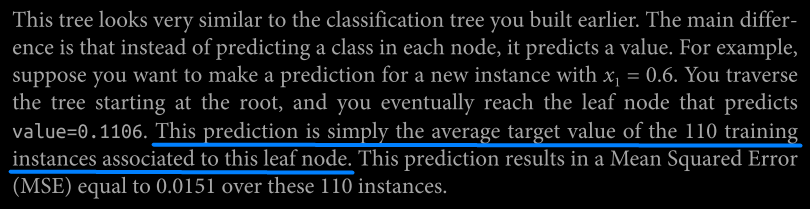 This tree looks very similar to the classification tree you built earlier. The main differ-
ence is that instead of predicting a class in each node, it predicts a value. For example,
suppose you want to make a prediction for a new instance with x₁ = 0.6. You traverse
the tree starting at the root, and you eventually reach the leaf node that predicts
value=0.1106. This prediction is simply the average target value of the 110 training
instances associated to this leaf node. This prediction results in a Mean Squared Error
(MSE) equal to 0.0151 over these 110 instances.